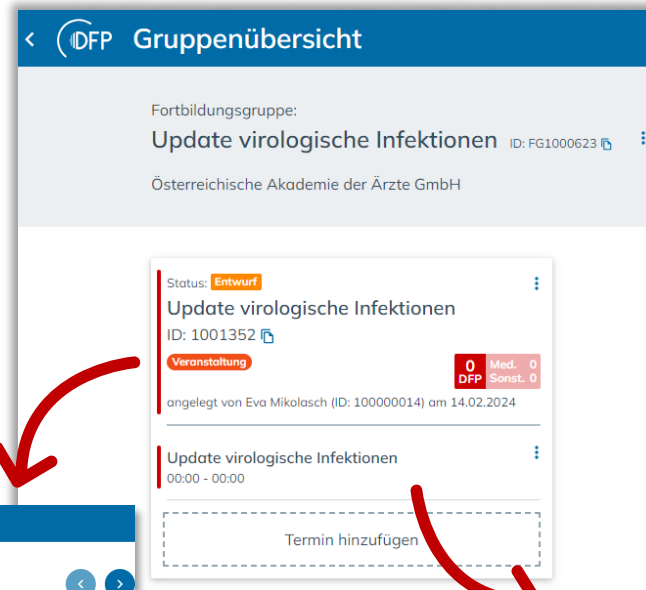 DFP Gruppenübersicht
Fortbildungsgruppe:
Update virologische Infektionen ID: FG1000623
Österreichische Akademie der Ärzte GmbH
Status: Entwurf
Update virologische Infektionen
ID: 1001352
Veranstaltung
0 Med. 0
DFP Sonst. 0
angelegt von Eva Mikolasch (ID: 100000014) am 14.02.2024
Update virologische Infektionen
00:00 - 00:00
Termin hinzufügen